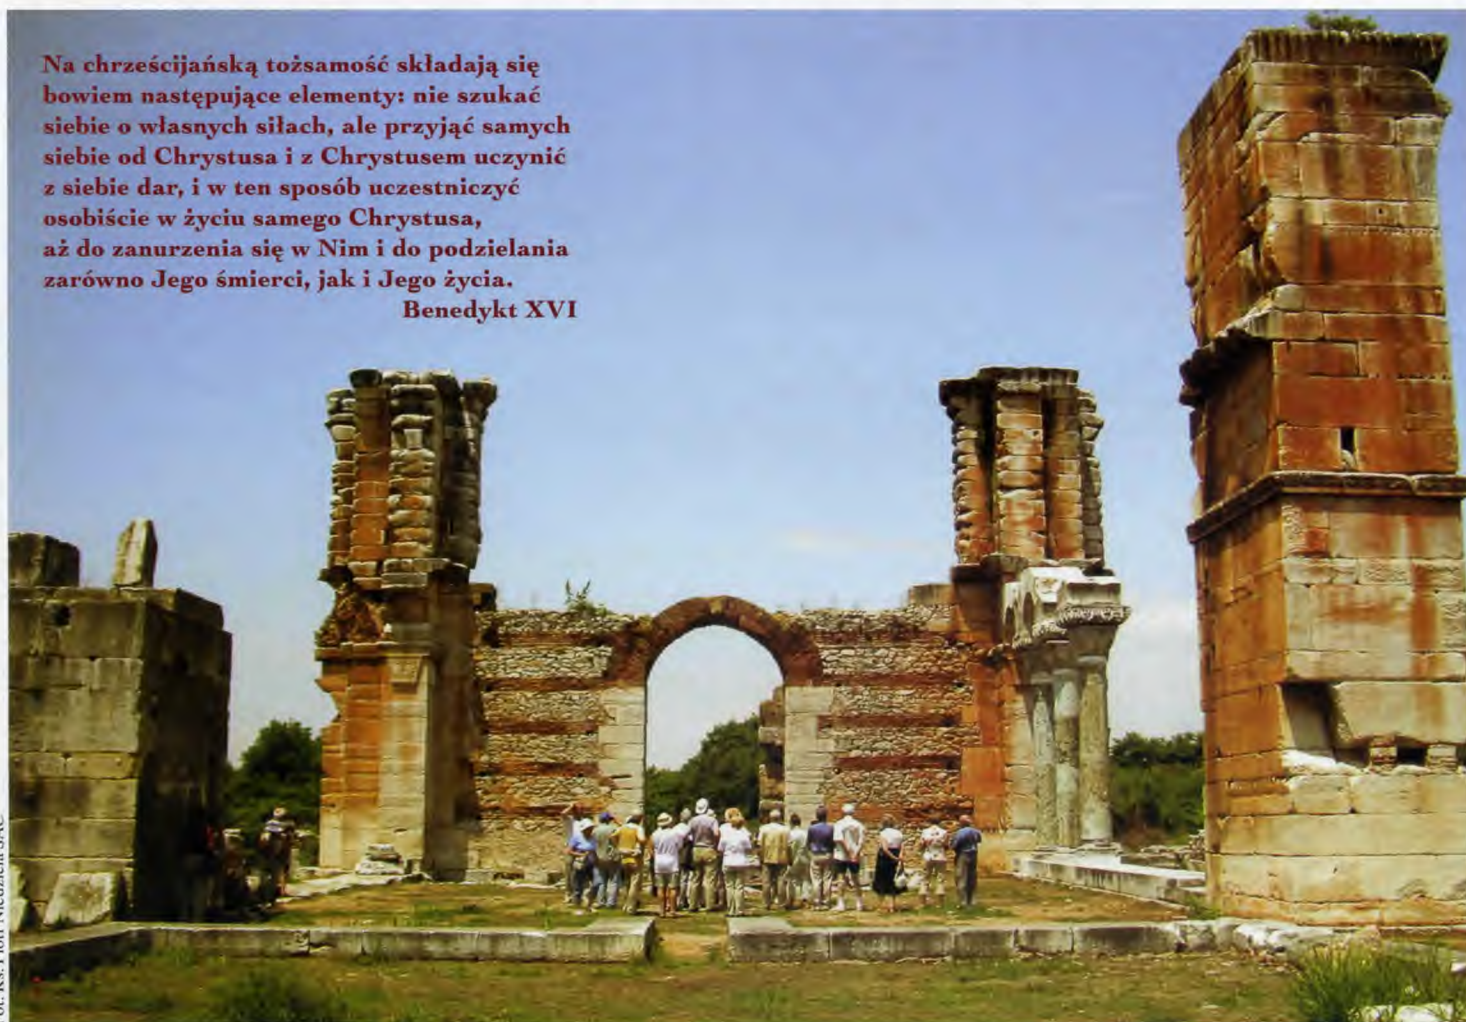 Na chrześcijańską tożsamość składają się
bowiem następujące elementy: nie szukać
siebie o własnych siłach, ale przyjąć samych
siebie od Chrystusa i z Chrystusem uczynić
z siebie dar, i w ten sposób uczestniczyć
osobiście w życiu samego Chrystusa,
aż do zanurzenia się w Nim i do podzielania
zarówno Jego śmierci, jak i Jego życia.
Benedykt XVI
Ks. Piotr